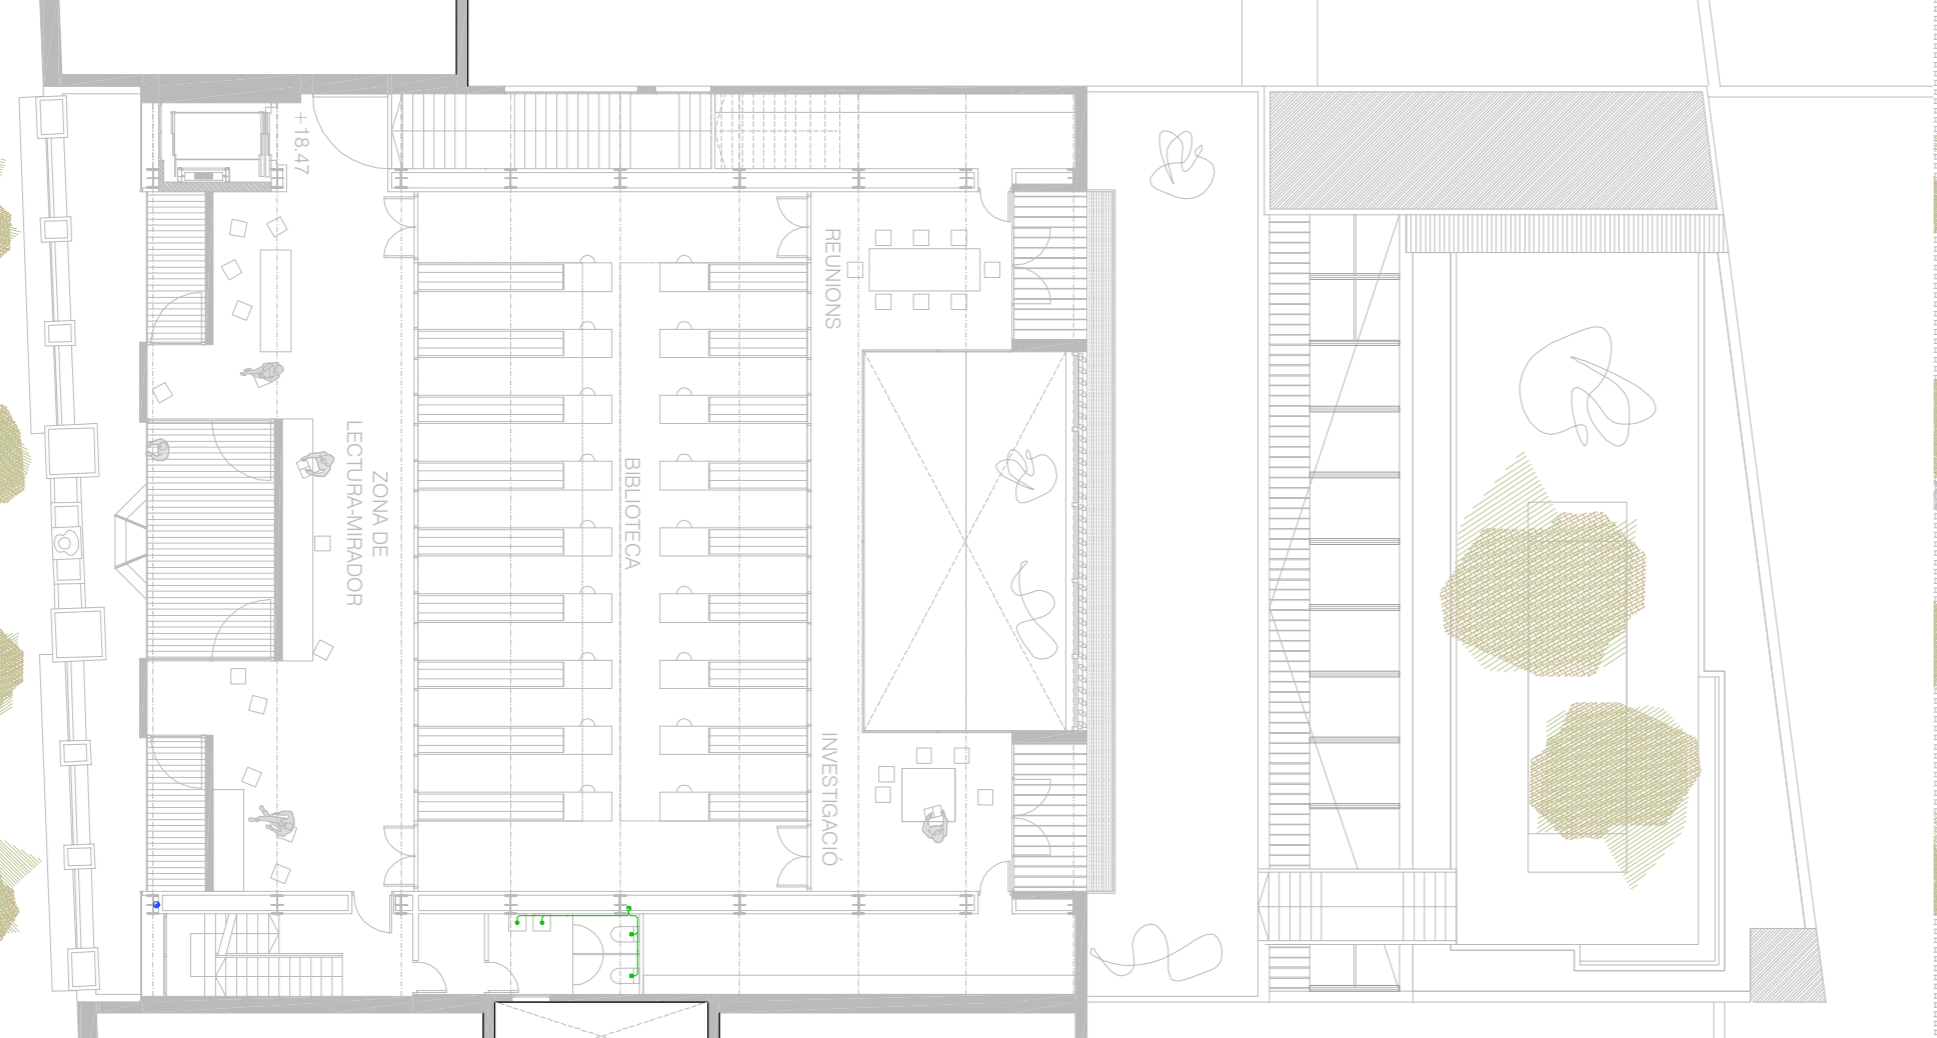 +18.47
ZONA DE
LECTURA-MIRADOR
BIBLIOTECA
REUNIONS
INVESTIGACIÓ